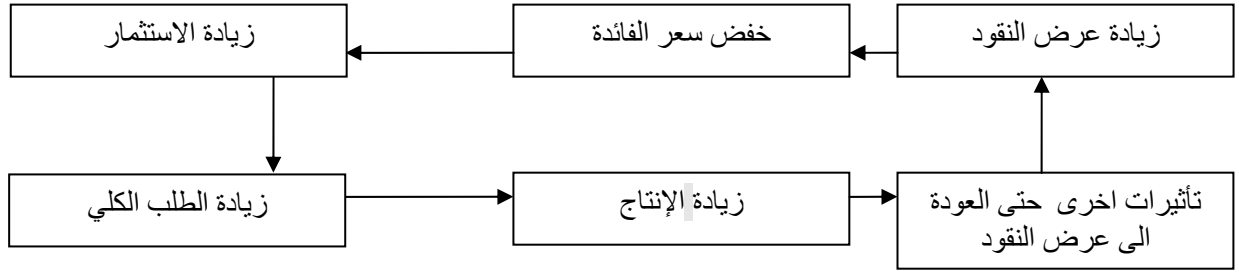 زيادة عرض النقود
خفض سعر الفائدة
زيادة الاستثمار
زيادة الطلب الكلي
زيادة الإنتاج
تأثيرات اخرى حتى العودة
الى عرض النقود